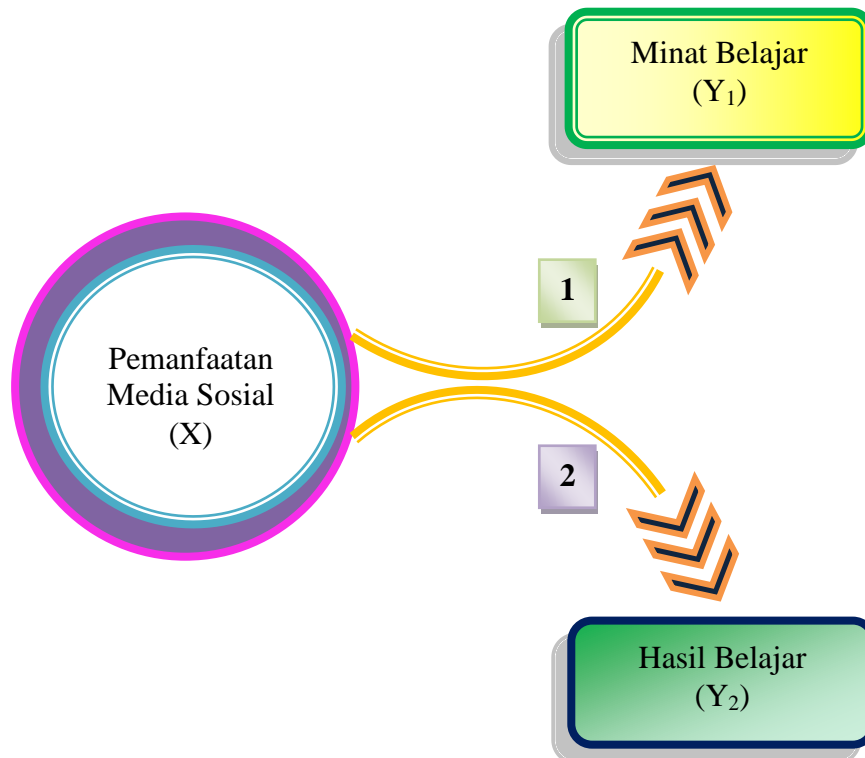 Minat Belajar
(Y₁)
1
Pemanfaatan
Media Sosial
(X)
2
Hasil Belajar
(Y₂)